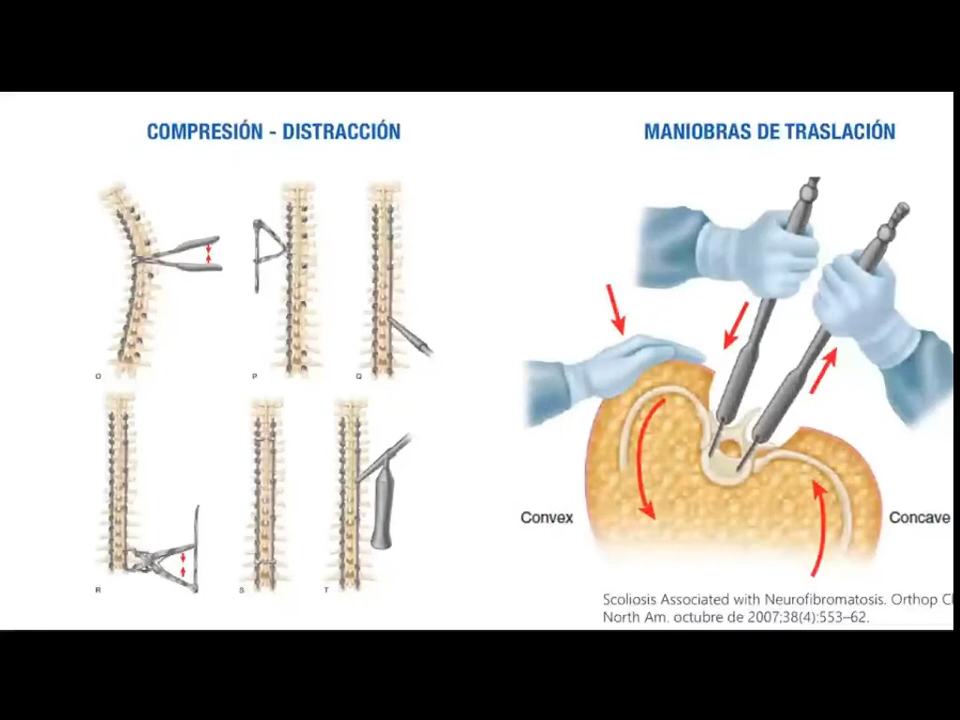 COMPRESIÓN - DISTRACCIÓN
MANIOBRAS DE TRASLACIÓN
O
P
Q
R
S
T
Convex
Concave
Scoliosis Associated with Neurofibromatosis. Orthop
North Am. octubre de 2007;38(4):553–62.